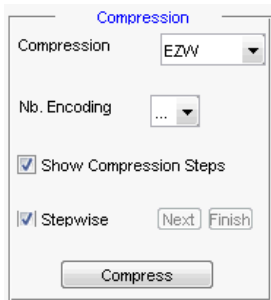 Compression
Compression EZW
Nb. Encoding ...
Show Compression Steps
Stepwise Next Finish
Compress